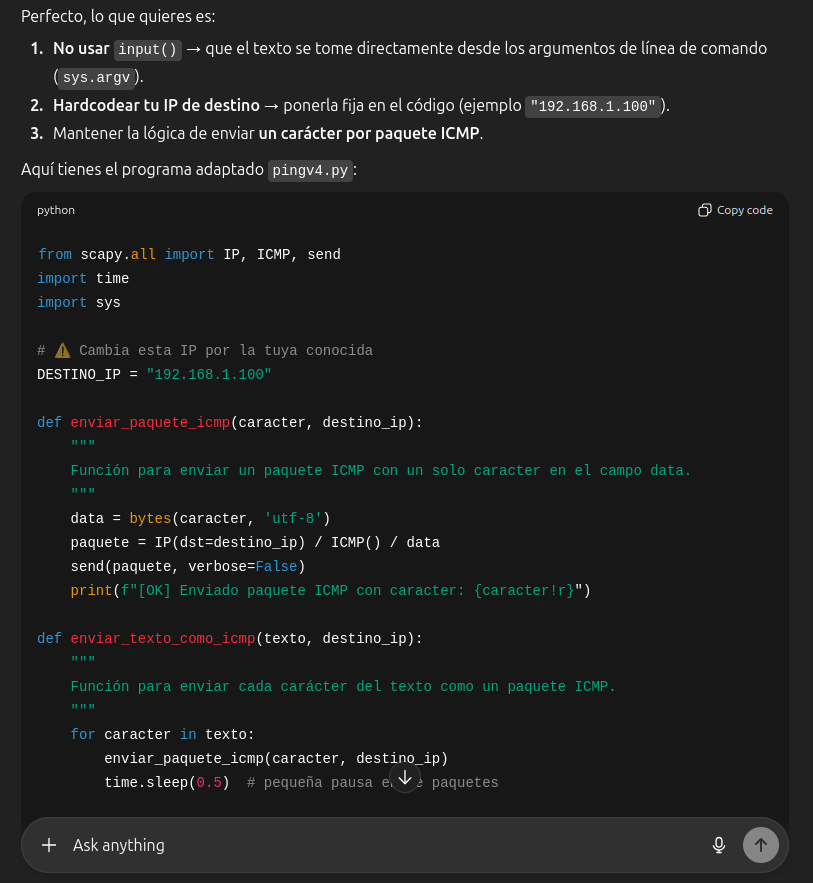 Perfecto, lo que quieres es:
1. No usar input() → que el texto se tome directamente desde los argumentos de línea de comando
(sys.argv).
2. Hardcodear tu IP de destino → ponerla fija en el código (ejemplo "192.168.1.100").
3. Mantener la lógica de enviar un carácter por paquete ICMP.
Aquí tienes el programa adaptado pingv4.py:
python
Copy code
from scapy.all import IP, ICMP, send
import time
import sys
# ⚠️ Cambia esta IP por la tuya conocida
DESTINO_IP = "192.168.1.100"
def enviar_paquete_icmp(caracter, destino_ip):
"""
Función para enviar un paquete ICMP con un solo caracter en el campo data.
"""
data = bytes(caracter, 'utf-8')
paquete = IP(dst=destino_ip) / ICMP() / data
send(paquete, verbose=False)
print(f"[OK] Enviado paquete ICMP con caracter: {caracter!r}")
def enviar_texto_como_icmp(texto, destino_ip):
"""
Función para enviar cada carácter del texto como un paquete ICMP.
"""
for caracter in texto:
enviar_paquete_icmp(caracter, destino_ip)
time.sleep(0.5) # pequeña pausa paquetes
Ask anything